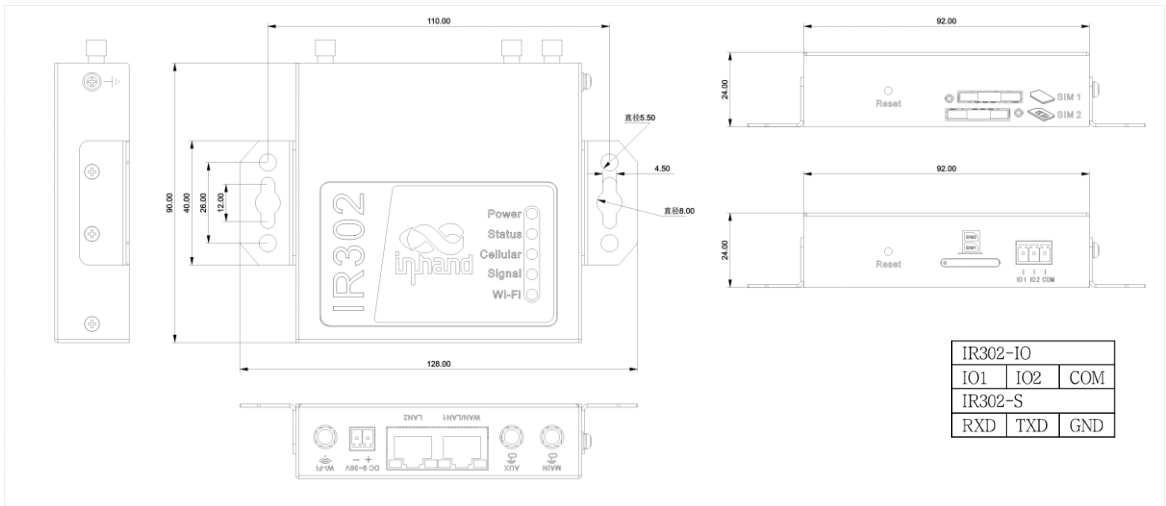 110.00
90.00
40.00
26.00
12.00
直径5.50
4.50
直径8.00
IR302
inhand
Power
Status
Cellular
Signal
Wi-Fi
128.00
92.00
24.00
Reset
SIM 1
SIM 2
92.00
24.00
Reset
SIM2
SIM1
IO1 IO2 COM
Wi-Fi
DC 9-36V
− +
LAN2
WAN/LAN1
AUX
MAIN
IR302-IO
IO1 IO2 COM
IR302-S
RXD TXD GND